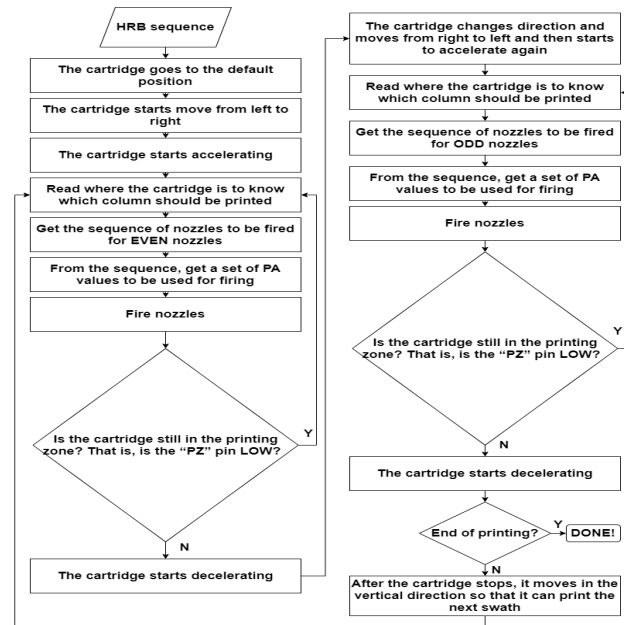 HRB sequence
The cartridge goes to the default
position
The cartridge starts move from left to
right
The cartridge starts accelerating
Read where the cartridge is to know
which column should be printed
Get the sequence of nozzles to be fired
for EVEN nozzles
From the sequence, get a set of PA
values to be used for firing
Fire nozzles
Is the cartridge still in the printing
zone? That is, is the “PZ” pin LOW?
Y
N
The cartridge starts decelerating
The cartridge changes direction and
moves from right to left and then starts
to accelerate again
Read where the cartridge is to know
which column should be printed
Get the sequence of nozzles to be fired
for ODD nozzles
From the sequence, get a set of PA
values to be used for firing
Fire nozzles
Is the cartridge still in the printing
zone? That is, is the “PZ” pin LOW?
Y
N
The cartridge starts decelerating
End of printing?
Y
DONE!
N
After the cartridge stops, it moves in the
vertical direction so that it can print the
next swath